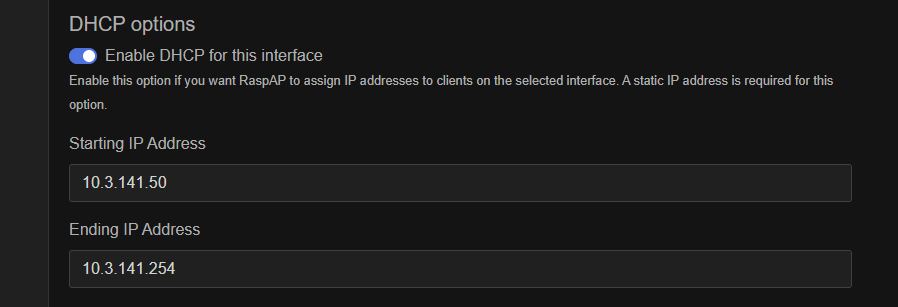 DHCP options
Enable DHCP for this interface
Enable this option if you want RaspAP to assign IP addresses to clients on the selected interface. A static IP address is required for this
option.
Starting IP Address
10.3.141.50
Ending IP Address
10.3.141.254